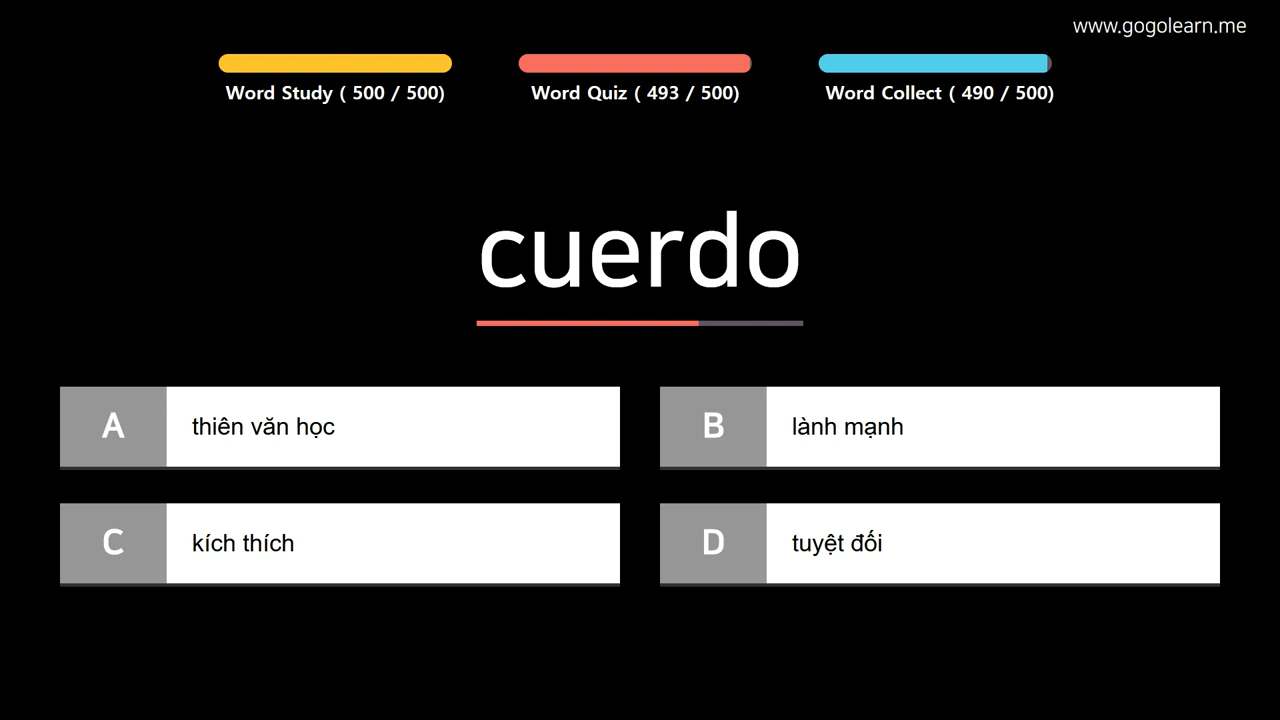 www.gogolearn.me
Word Study ( 500 / 500)
Word Quiz ( 493 / 500)
Word Collect ( 490 / 500)
cuerdo
A
thiên văn học
B
lành mạnh
C
kích thích
D
tuyệt đối